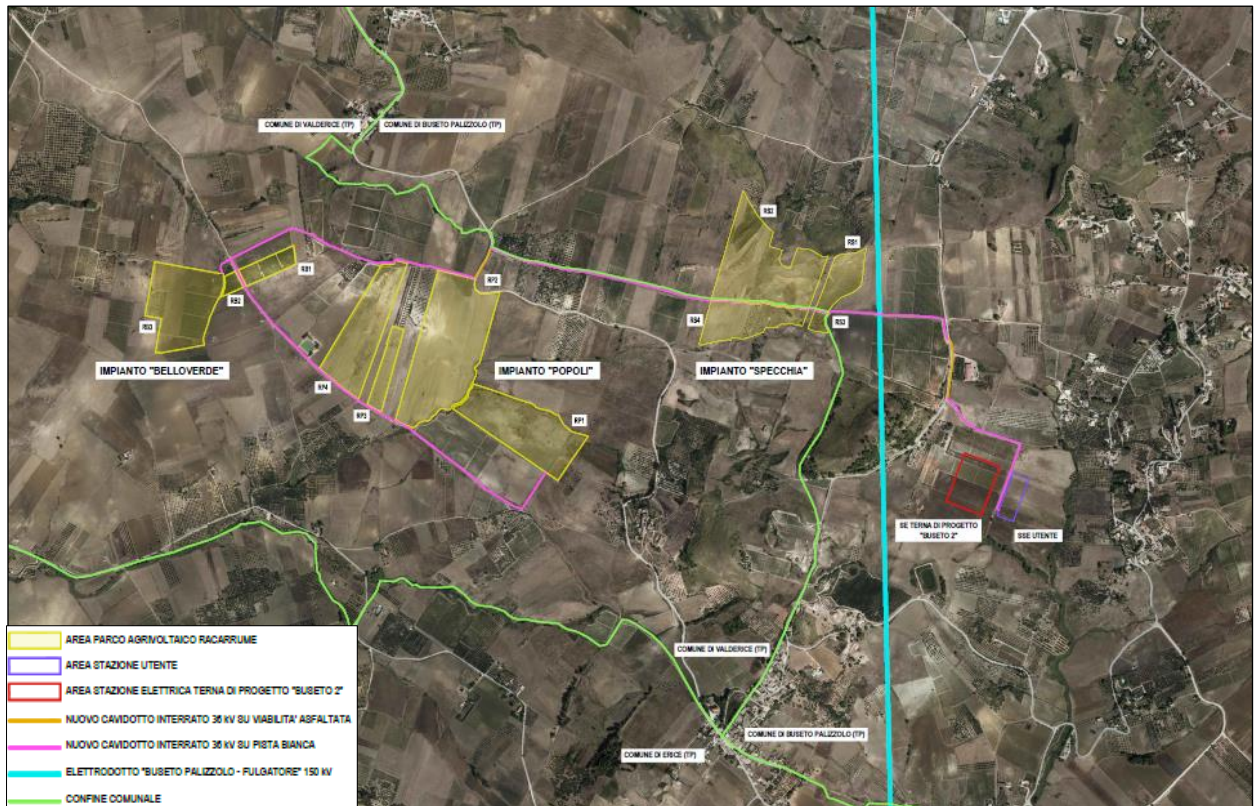 COMUNE DI VALDERICE (TP)
COMUNE DI BUSETO PALIZZOLO (TP)
RS2
RS1
RB1
RP2
RB2
RB3
RS4
RS3
IMPIANTO "BELLOVERDE"
IMPIANTO "POPOLI"
IMPIANTO "SPECCHIA"
RP4
RP3
RP1
SE TERNA DI PROGETTO
"BUSETO 2"
SSE UTENTE
COMUNE DI VALDERICE (TP)
COMUNE DI BUSETO PALIZZOLO (TP)
COMUNE DI ERICE (TP)
AREA PARCO AGRIVOLTAICO RACARRUME
AREA STAZIONE UTENTE
AREA STAZIONE ELETTRICA TERNA DI PROGETTO "BUSETO 2"
NUOVO CAVIDOTTO INTERRATO 36 kV SU VIABILITA' ASFALTATA
NUOVO CAVIDOTTO INTERRATO 36 kV SU PISTA BIANCA
ELETTRODOTTO "BUSETO PALIZZOLO - FULGATORE" 150 kV
CONFINE COMUNALE